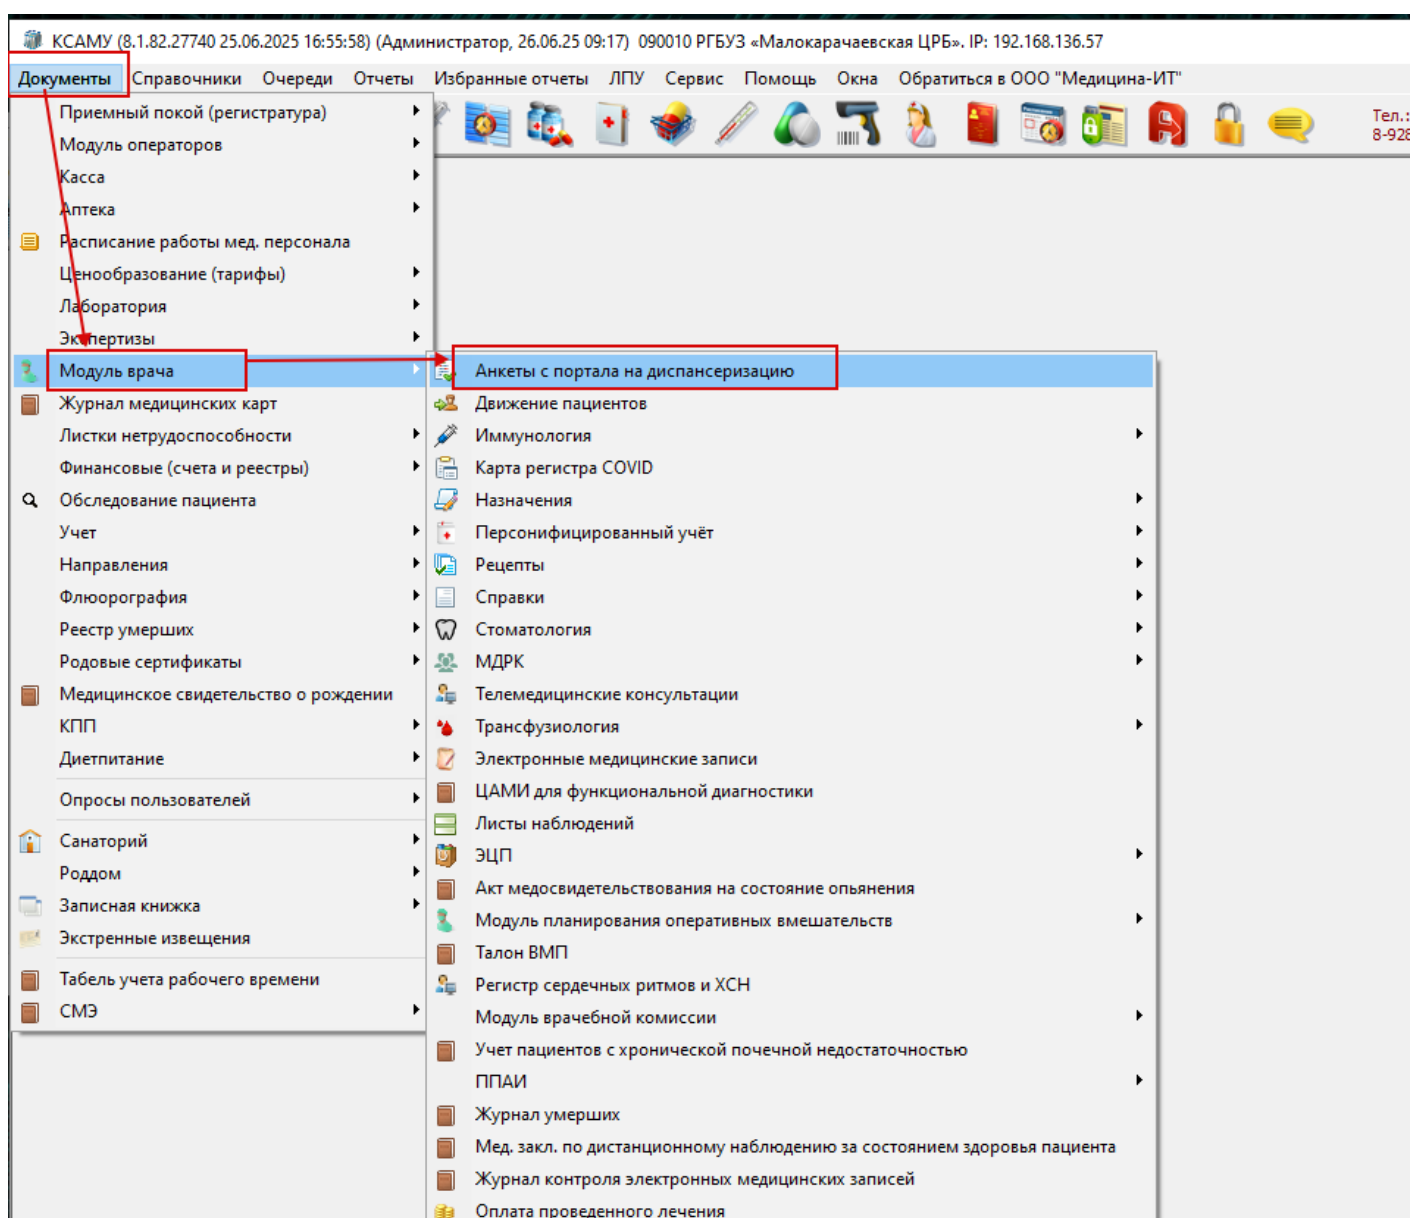 КСАМУ (8.1.82.27740 25.06.2025 16:55:58) (Администратор, 26.06.25 09:17) 090010 РГБУЗ «Малокарачаевская ЦРБ». IP: 192.168.136.57
Документы Справочники Очереди Отчеты Избранные отчеты ЛПУ Сервис Помощь Окна Обратиться в ООО "Медицина-ИТ"
Тел.:
8-928
Приемный покой (регистратура)
Модуль операторов
Касса
Аптека
Расписание работы мед. персонала
Ценообразование (тарифы)
Лаборатория
Экспертизы
Модуль врача
Журнал медицинских карт
Листки нетрудоспособности
Финансовые (счета и реестры)
Обследование пациента
Учет
Направления
Флюорография
Реестр умерших
Родовые сертификаты
Медицинское свидетельство о рождении
КПП
Диетпитание
Опросы пользователей
Санаторий
Роддом
Записная книжка
Экстренные извещения
Табель учета рабочего времени
СМЭ
Анкеты с портала на диспансеризацию
Движение пациентов
Иммунология
Карта регистра COVID
Назначения
Персонифицированный учёт
Рецепты
Справки
Стоматология
МДРК
Телемедицинские консультации
Трансфузиология
Электронные медицинские записи
ЦАМИ для функциональной диагностики
Листы наблюдений
ЭЦП
Акт медосвидетельствования на состояние опьянения
Модуль планирования оперативных вмешательств
Талон ВМП
Регистр сердечных ритмов и ХСН
Модуль врачебной комиссии
Учет пациентов с хронической почечной недостаточностью
ППАИ
Журнал умерших
Мед. закл. по дистанционному наблюдению за состоянием здоровья пациента
Журнал контроля электронных медицинских записей
Оплата проведенного лечения